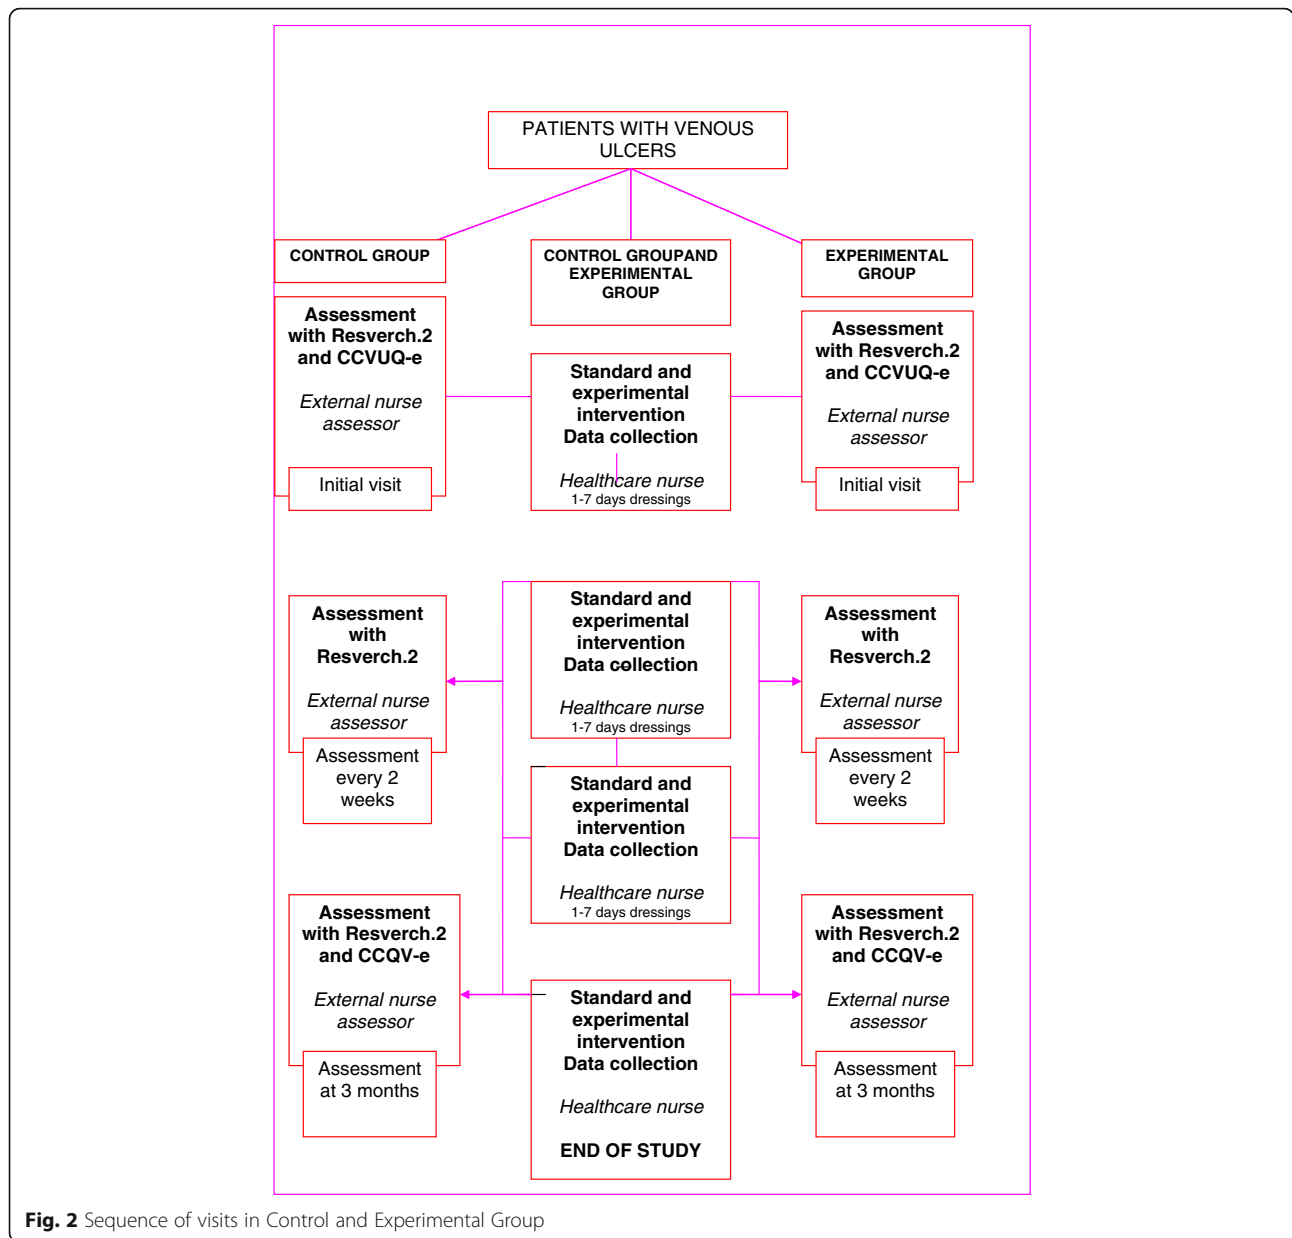 PATIENTS WITH VENOUS
ULCERS
CONTROL GROUP
CONTROL GROUPAND
EXPERIMENTAL
GROUP
EXPERIMENTAL
GROUP
Assessment
with Resverch.2
and CCVUQ-e
External nurse
assessor
Initial visit
Standard and
experimental
intervention
Data collection
Healthcare nurse
1-7 days dressings
Assessment
with Resverch.2
and CCVUQ-e
External nurse
assessor
Initial visit
Assessment
with
Resverch.2
External nurse
assessor
Assessment
every 2
weeks
Standard and
experimental
intervention
Data collection
Healthcare nurse
1-7 days dressings
Assessment
with
Resverch.2
External nurse
assessor
Assessment
every 2
weeks
Standard and
experimental
intervention
Data collection
Healthcare nurse
1-7 days dressings
Assessment
with Resverch.2
and CCQV-e
External nurse
assessor
Assessment
at 3 months
Standard and
experimental
intervention
Data collection
Healthcare nurse
END OF STUDY
Assessment
with Resverch.2
and CCQV-e
External nurse
assessor
Assessment
at 3 months
Fig. 2 Sequence of visits in Control and Experimental Group